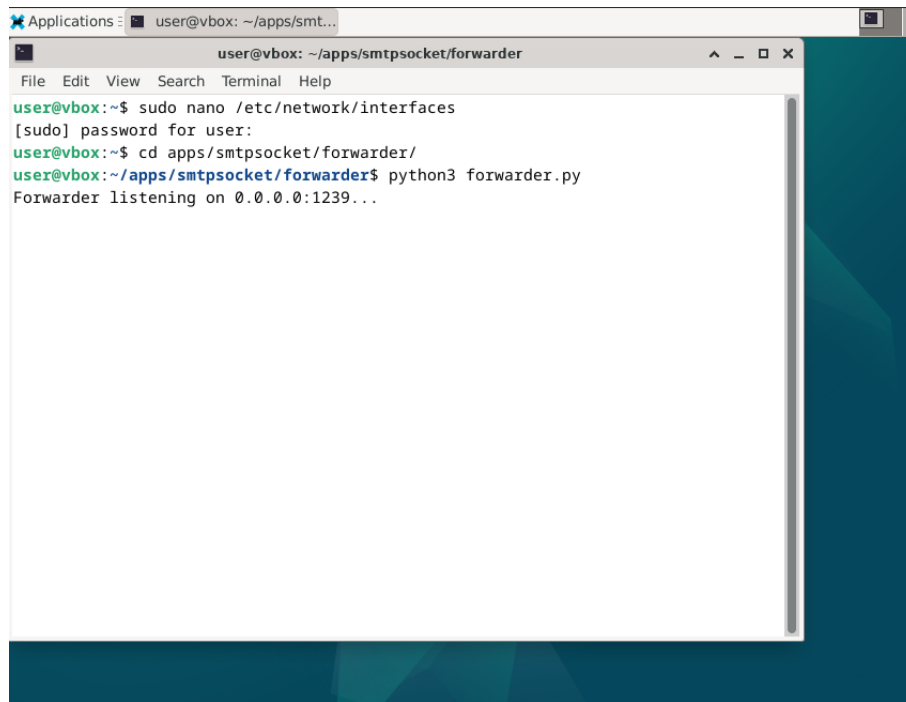 Applications user@vbox: ~/apps/smt...
user@vbox: ~/apps/smtpsocket/forwarder
File Edit View Search Terminal Help
user@vbox:~$ sudo nano /etc/network/interfaces
[sudo] password for user:
user@vbox:~$ cd apps/smtpsocket/forwarder/
user@vbox:~/apps/smtpsocket/forwarder$ python3 forwarder.py
Forwarder listening on 0.0.0.0:1239...